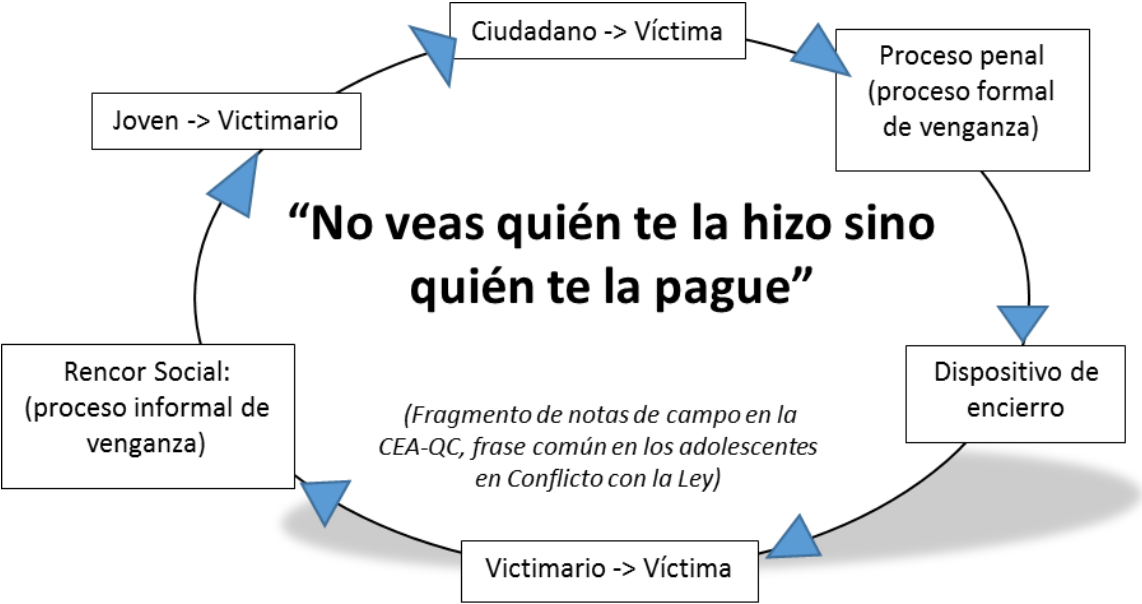 Ciudadano -> Víctima
Proceso penal
(proceso formal
de venganza)
Joven -> Victimario
“No veas quién te la hizo sino
quién te la pague”
Rencor Social:
(proceso informal de
venganza)
Dispositivo de
encierro
(Fragmento de notas de campo en la
CEA-QC, frase común en los adolescentes
en Conflicto con la Ley)
Victimario -> Víctima